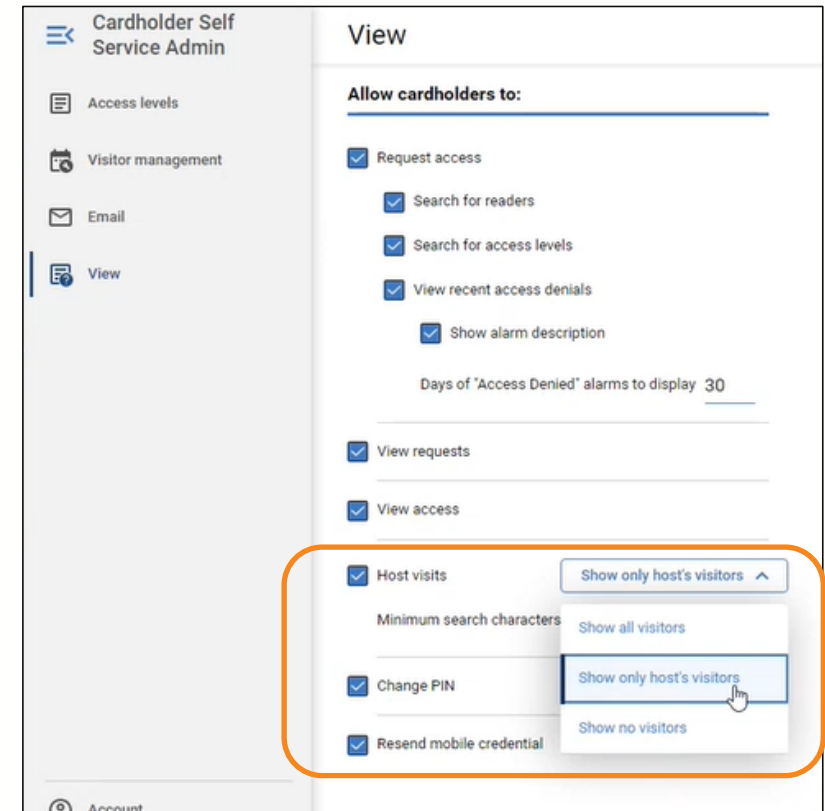 Cardholder Self
Service Admin
View
Access levels
Visitor management
Email
View
Allow cardholders to:
Request access
Search for readers
Search for access levels
View recent access denials
Show alarm description
Days of "Access Denied" alarms to display 30
View requests
View access
Host visits
Show only host's visitors
Minimum search characters
Show all visitors
Show only host's visitors
Show no visitors
Change PIN
Resend mobile credential
Account